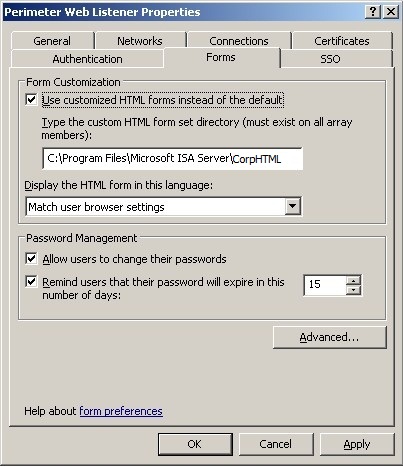 Perimeter Web Listener Properties
General Networks Connections Certificates
Authentication Forms SSO
Form Customization
Use customized HTML forms instead of the default
Type the custom HTML form set directory (must exist on all array
members):
C:\Program Files\Microsoft ISA Server\CorpHTML
Display the HTML form in this language:
Match user browser settings
Password Management
Allow users to change their passwords
Remind users that their password will expire in this
number of days:
15
Advanced...
Help about form preferences
OK Cancel Apply